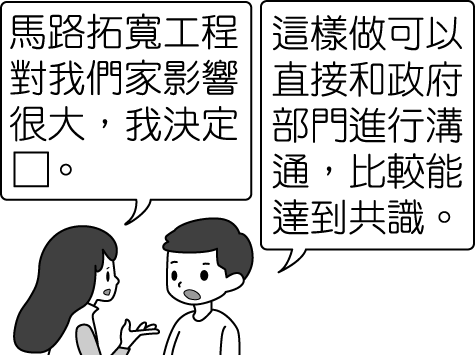 馬路拓寬工程
對我們家影響
很大，我決定
□。
這樣做可以
直接和政府
部門進行溝
通，比較能
達到共識。